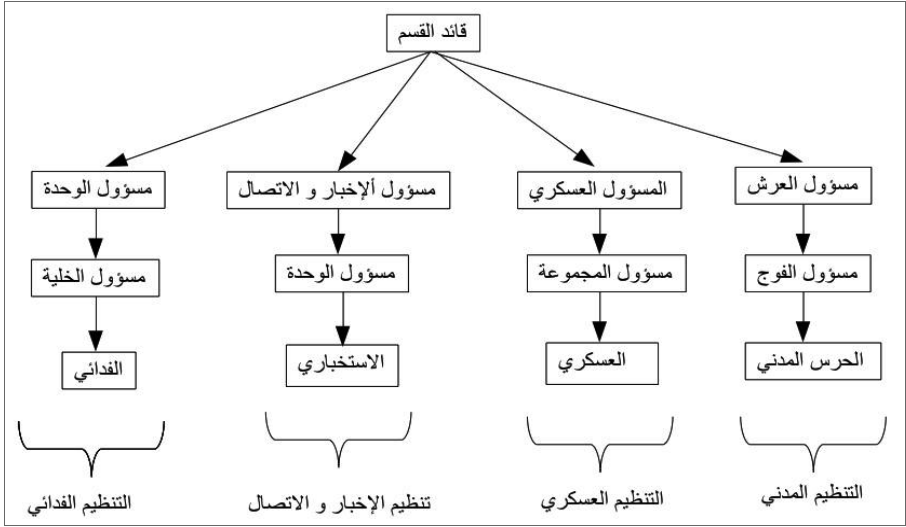 قائد القسم
مسؤول العرش
المسؤول العسكري
مسؤول ألإخبار و الاتصال
مسؤول الوحدة
مسؤول الفوج
مسؤول المجموعة
مسؤول الوحدة
مسؤول الخلية
الحرس المدني
العسكري
الاستخباري
الفدائي
التنظيم المدني
التنظيم العسكري
تنظيم الإخبار و الاتصال
التنظيم الفدائي